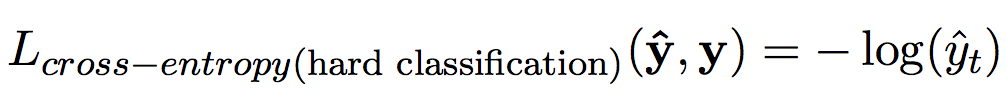 L_{cross-entropy(hard classification)}(ŷ, y) = − log(ŷ_t)